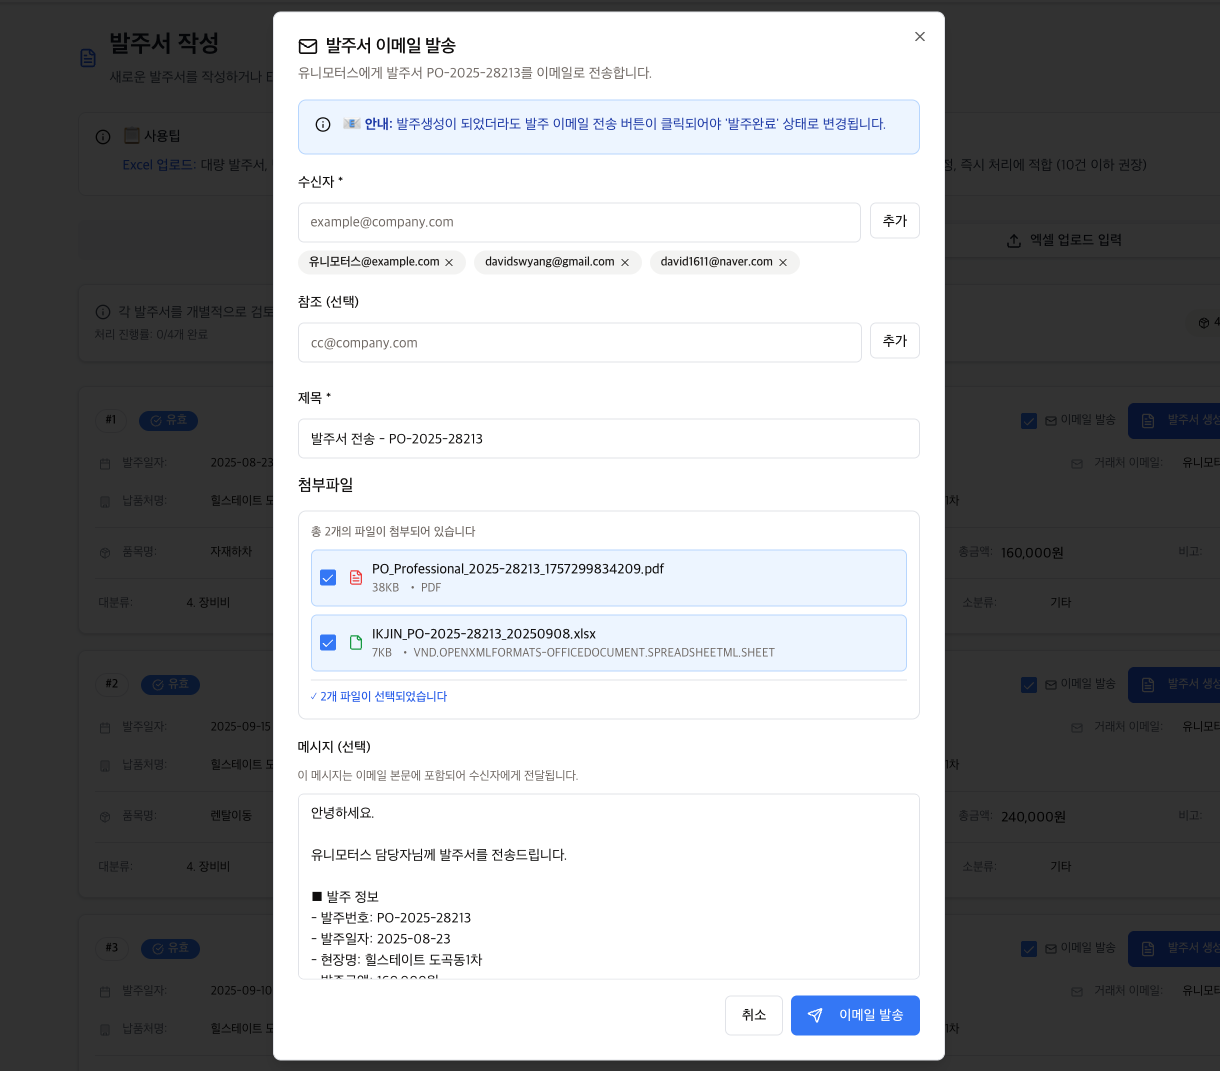 발주서 작성
새로운 발주서를 작성하거나 E
사용팁
Excel 업로드: 대량 발주서,
즉시 처리에 적합 (10건 이하 권장)
엑셀 업로드 입력
각 발주서를 개별적으로 검토
처리 진행률: 0/4개 완료
4
발주서 이메일 발송
유니모터스에게 발주서 PO-2025-28213를 이메일로 전송합니다.
안내: 발주생성이 되었더라도 발주 이메일 전송 버튼이 클릭되어야 '발주완료' 상태로 변경됩니다.
수신자 *
example@company.com
추가
유니모터스@example.com ×
davidswyang@gmail.com ×
david1611@naver.com ×
참조 (선택)
cc@company.com
추가
제목 *
발주서 전송 - PO-2025-28213
첨부파일
총 2개의 파일이 첨부되어 있습니다
PO_Professional_2025-28213_1757299834209.pdf
38KB • PDF
IKJIN_PO-2025-28213_20250908.xlsx
7KB • VND.OPENXMLFORMATS-OFFICEDOCUMENT.SPREADSHEETML.SHEET
✓ 2개 파일이 선택되었습니다
메시지 (선택)
이 메시지는 이메일 본문에 포함되어 수신자에게 전달됩니다.
안녕하세요.
유니모터스 담당자님께 발주서를 전송드립니다.
■ 발주 정보
- 발주번호: PO-2025-28213
- 발주일자: 2025-08-23
- 현장명: 힐스테이트 도곡동1차
- 발주금액: 160,000원
취소
이메일 발송
#1
유효
이메일 발송
발주서 생성
발주일자:
2025-08-23
거래처 이메일:
유니모터
납품처명:
힐스테이트 도
1차
품목명:
자재하차
총금액:
160,000원
비고:
대분류:
4. 장비비
소분류:
기타
#2
유효
이메일 발송
발주서 생성
발주일자:
2025-09-15
거래처 이메일:
유니모터
납품처명:
힐스테이트 도
1차
품목명:
렌탈이동
총금액:
240,000원
비고:
대분류:
4. 장비비
소분류:
기타
#3
유효
이메일 발송
발주서 생성
발주일자:
2025-09-10
거래처 이메일:
유니모터
납품처명:
힐스테이트 도
1차